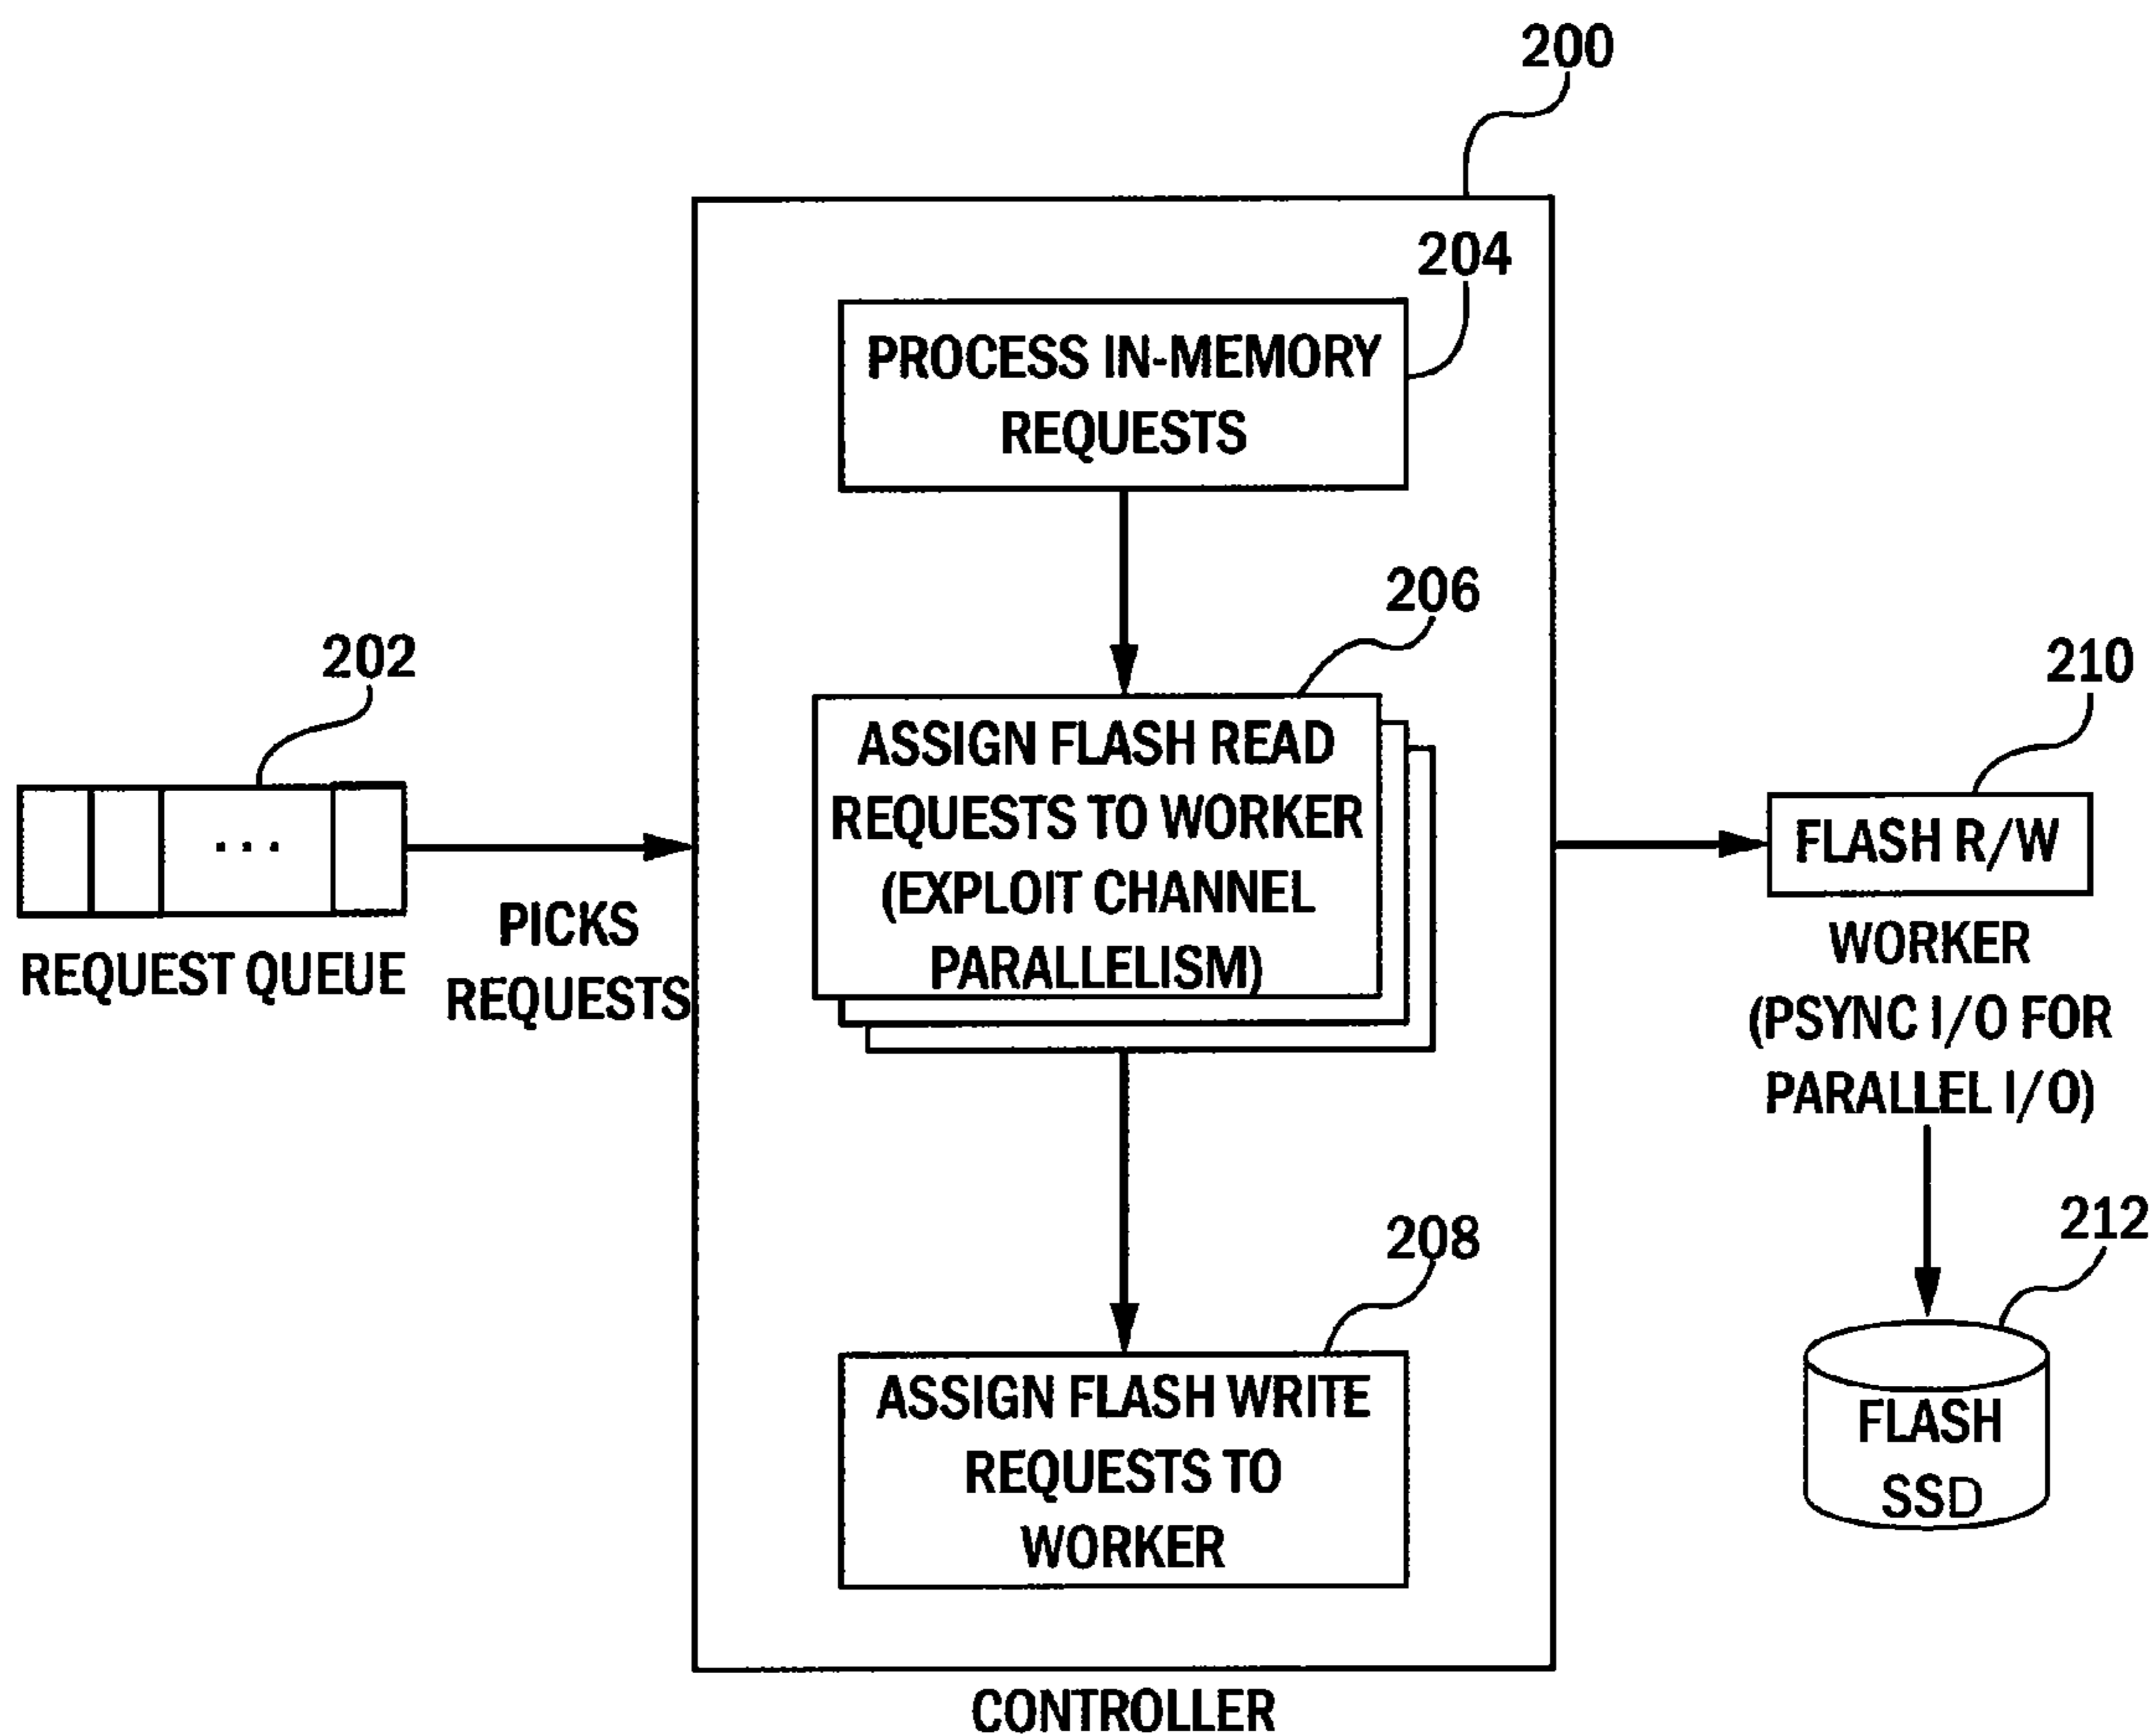 200
204
PROCESS IN-MEMORY
REQUESTS
206
202
ASSIGN FLASH READ
REQUESTS TO WORKER
(EXPLOIT CHANNEL
PARALLELISM)
...
REQUEST QUEUE
PICKS
REQUESTS
210
FLASH R/W
WORKER
(PSYNC I/O FOR
PARALLEL I/O)
208
ASSIGN FLASH WRITE
REQUESTS TO
WORKER
212
FLASH
SSD
CONTROLLER